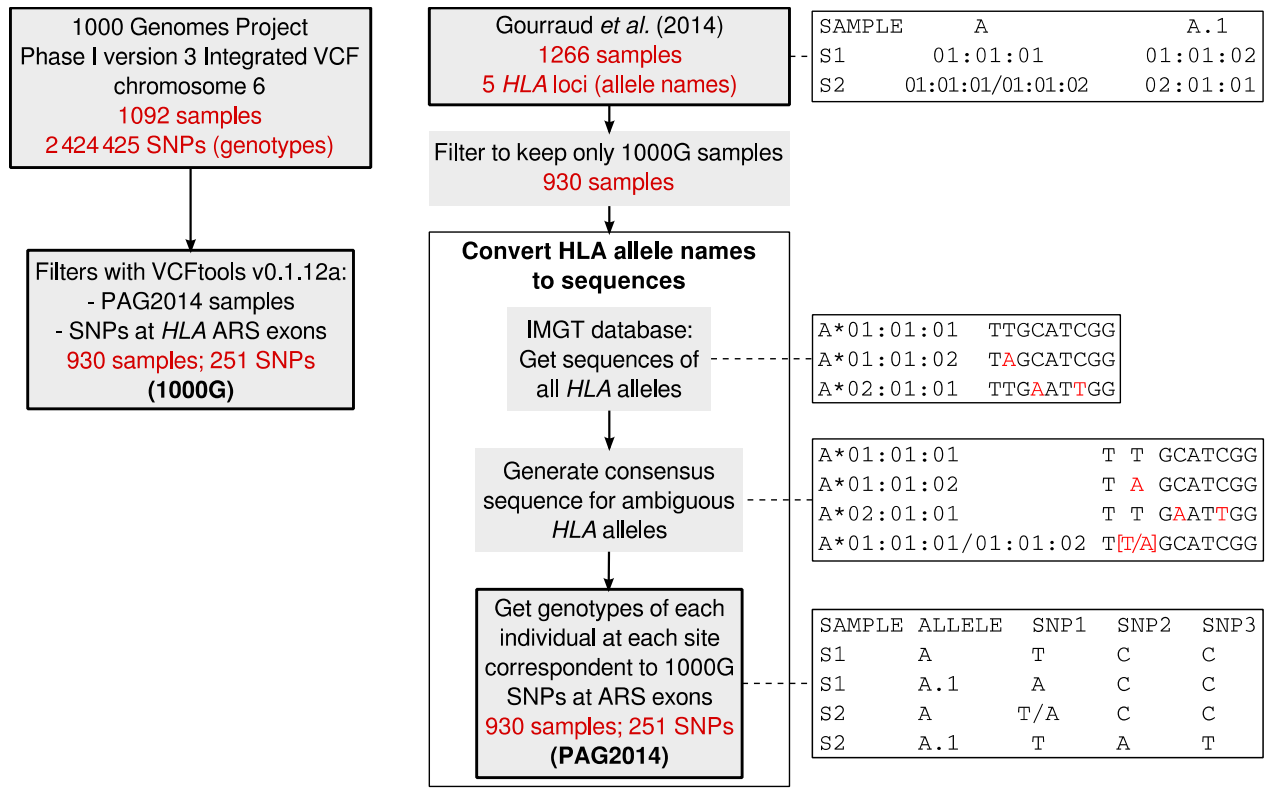 1000 Genomes Project
Phase I version 3 Integrated VCF
chromosome 6
1092 samples
2 424 425 SNPs (genotypes)
Filters with VCFtools v0.1.12a:
- PAG2014 samples
- SNPs at HLA ARS exons
930 samples; 251 SNPs
(1000G)
Gourraud et al. (2014)
1266 samples
5 HLA loci (allele names)
SAMPLE A A.1
S1 01:01:01 01:01:02
S2 01:01:01/01:01:02 02:01:01
Filter to keep only 1000G samples
930 samples
Convert HLA allele names
to sequences
IMGT database:
Get sequences of
all HLA alleles
A*01:01:01 TTGCATCGG
A*01:01:02 TAGCATCGG
A*02:01:01 TTGAATTGG
Generate consensus
sequence for ambiguous
HLA alleles
A*01:01:01 T T GCATCGG
A*01:01:02 T A GCATCGG
A*02:01:01 T T GAATTGG
A*01:01:01/01:01:02 T[T/A]GCATCGG
Get genotypes of each
individual at each site
correspondent to 1000G
SNPs at ARS exons
930 samples; 251 SNPs
(PAG2014)
SAMPLE ALLELE SNP1 SNP2 SNP3
S1 A T C C
S1 A.1 A C C
S2 A T/A C C
S2 A.1 T A T